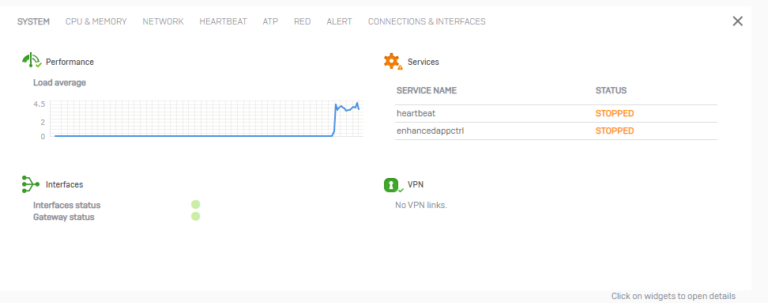 SYSTEM CPU & MEMORY NETWORK HEARTBEAT ATP RED ALERT CONNECTIONS & INTERFACES
Performance
Load average
4.5
2
0
Services
SERVICE NAME STATUS
heartbeat STOPPED
enhancedappctrl STOPPED
Interfaces
Interfaces status
Gateway status
VPN
No VPN links.
Click on widgets to open details